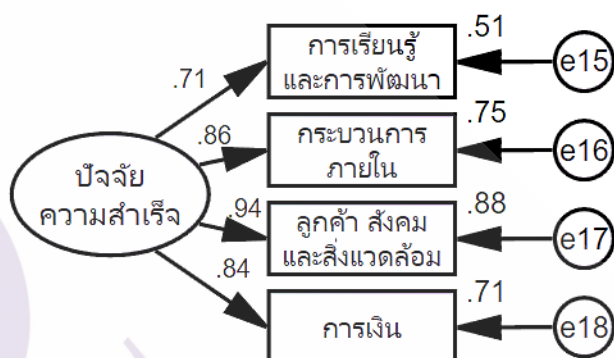 .51
การเรียนรู้
และการพัฒนา
e15
.71
.75
กระบวนการ
ภายใน
e16
.86
ปัจจัย
ความสำเร็จ
.88
ลูกค้า สังคม
และสิ่งแวดล้อม
e17
.94
.84
.71
การเงิน
e18